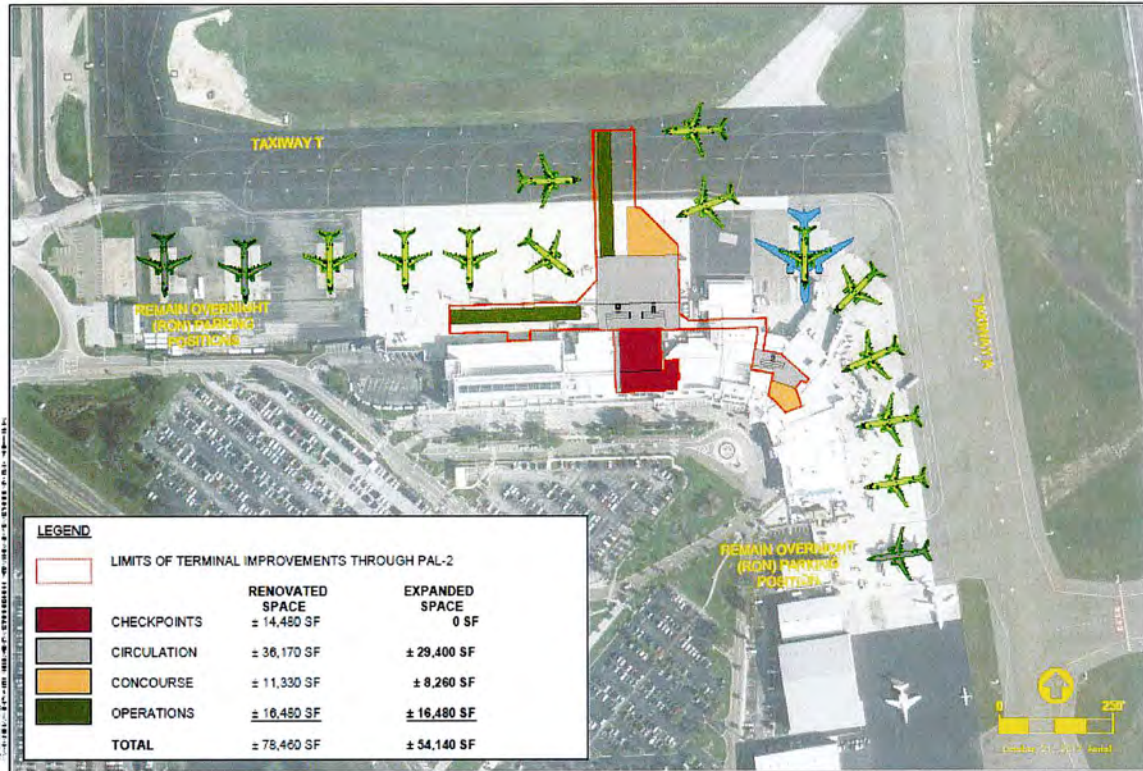 TAXIWAY T
REMAIN OVERNIGHT
(RON) PARKING
POSITIONS
TAXIWAY A
REMAIN OVERNIGHT
(RON) PARKING
POSITION
LEGEND
LIMITS OF TERMINAL IMPROVEMENTS THROUGH PAL-2
RENOVATED SPACE EXPANDED SPACE
CHECKPOINTS ± 14,480 SF 0 SF
CIRCULATION ± 36,170 SF ± 29,400 SF
CONCOURSE ± 11,330 SF ± 8,260 SF
OPERATIONS ± 16,480 SF ± 16,480 SF
TOTAL ± 78,460 SF ± 54,140 SF
0 250'
Aerial